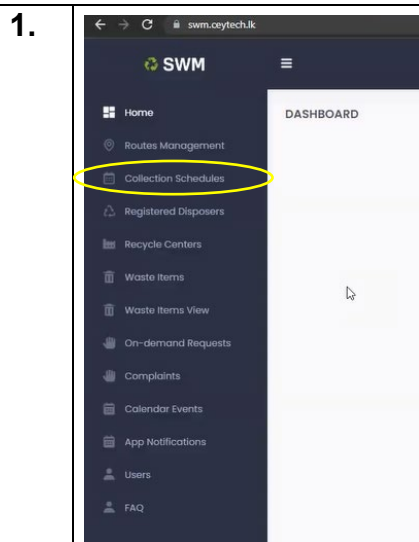 1.
swm.ceytech.lk
SWM
Home
DASHBOARD
Routes Management
Collection Schedules
Registered Disposers
Recycle Centers
Waste Items
Waste Items View
On-demand Requests
Complaints
Calendar Events
App Notifications
Users
FAQ